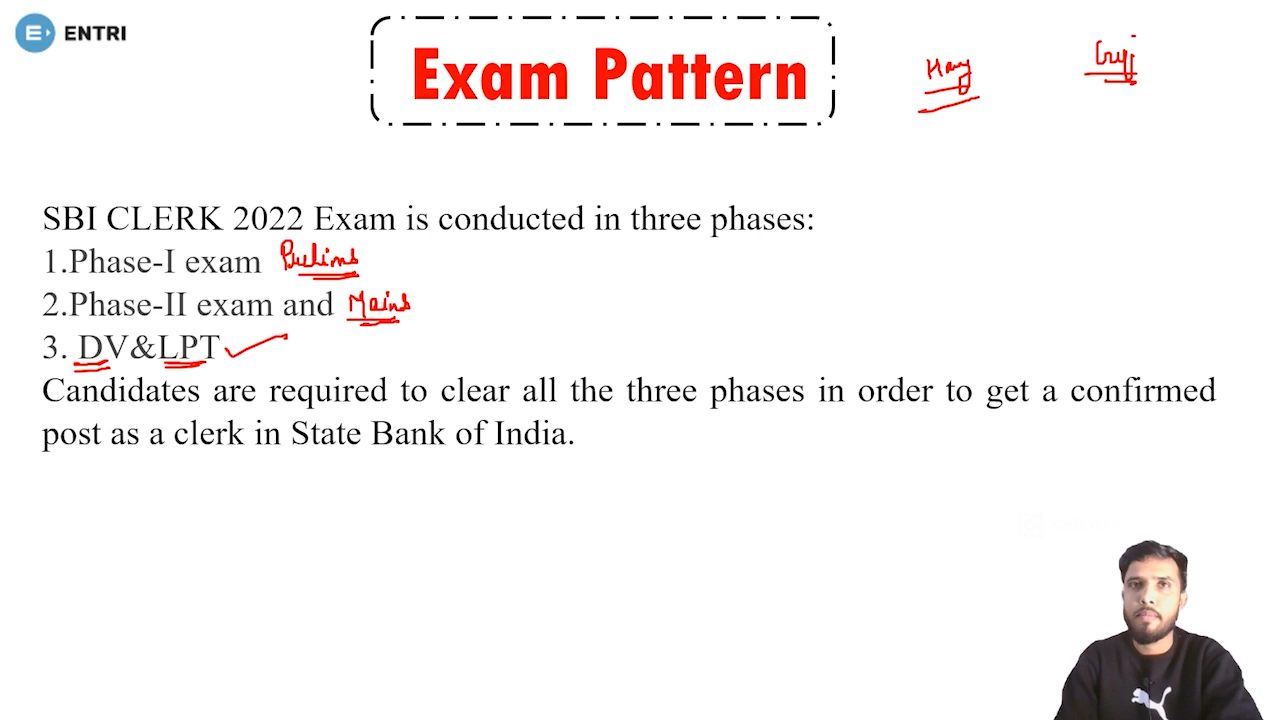 ENTRI
Exam Pattern
SBI CLERK 2022 Exam is conducted in three phases:
1.Phase-I exam Prelims
2.Phase-II exam and Mains
3. DV&LPT
Candidates are required to clear all the three phases in order to get a confirmed
post as a clerk in State Bank of India.